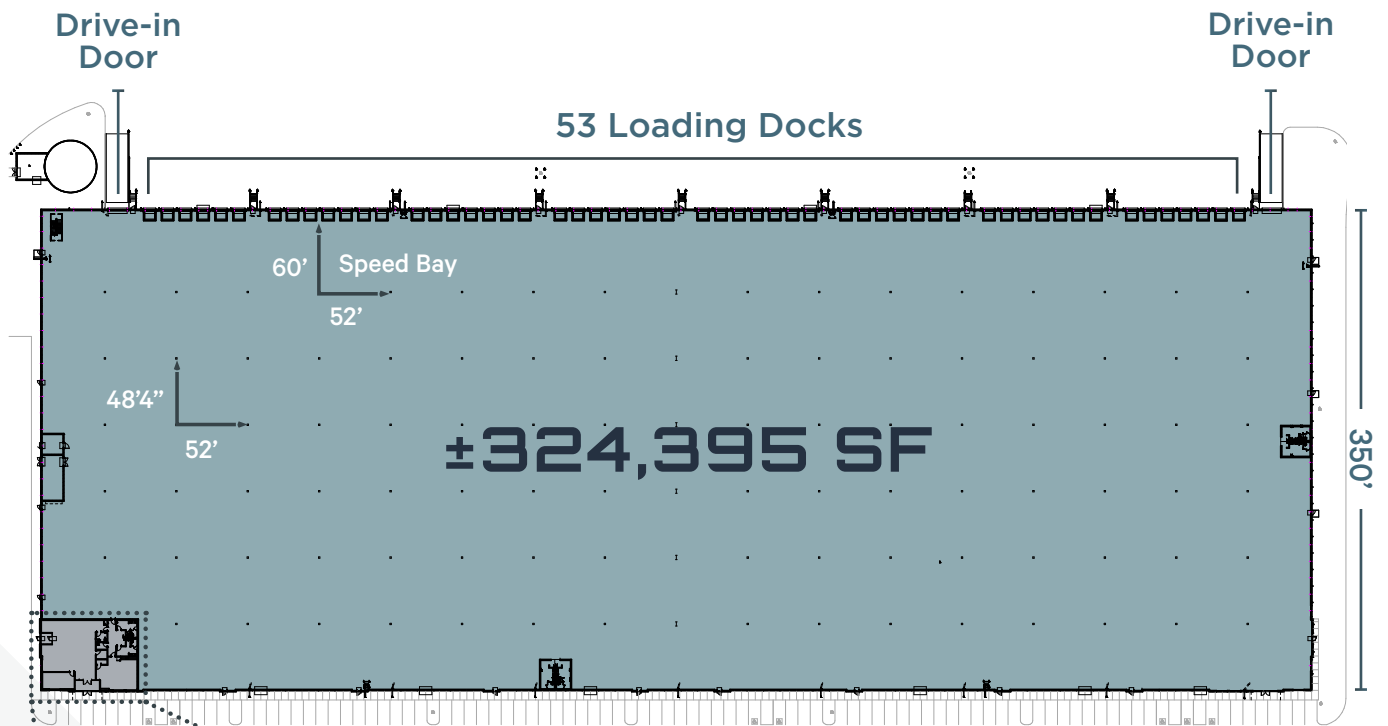 Drive-in
Door
Drive-in
Door
53 Loading Docks
60’
Speed Bay
52’
48’4”
52’
±324,395 SF
350’